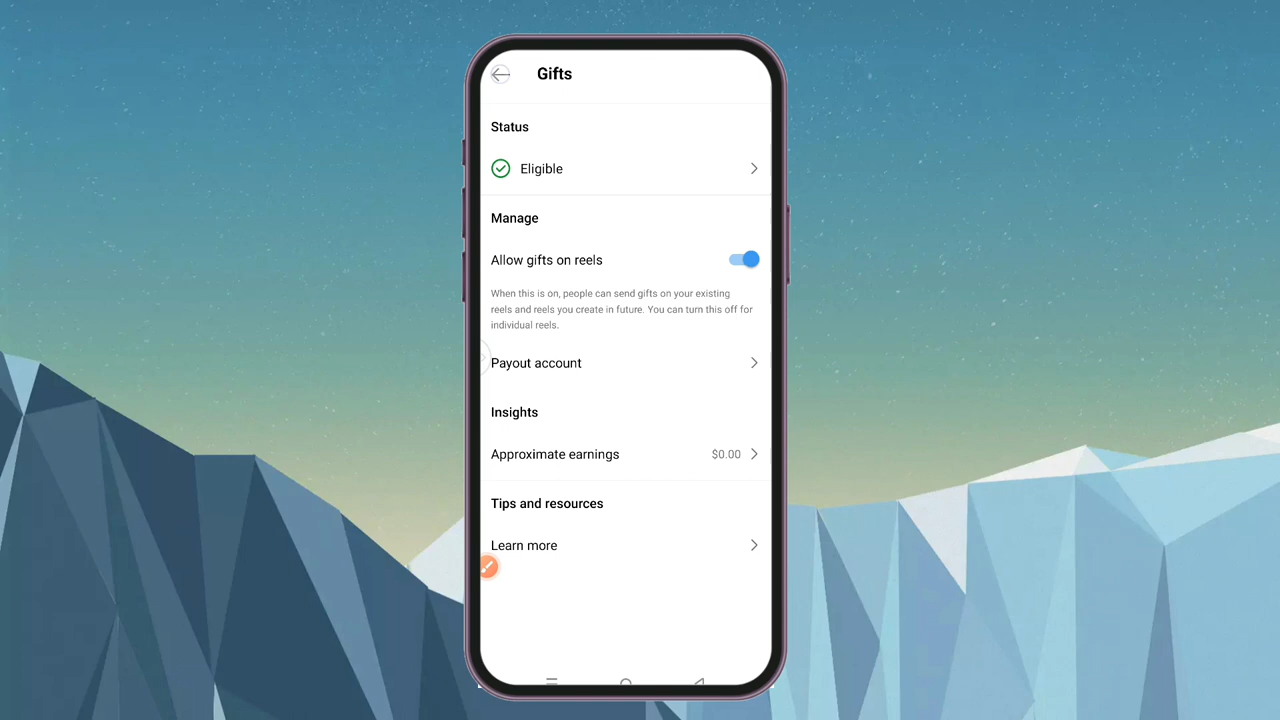 Gifts
Status
Eligible
Manage
Allow gifts on reels
When this is on, people can send gifts on your existing
reels and reels you create in future. You can turn this off for
individual reels.
Payout account
Insights
Approximate earnings $0.00
Tips and resources
Learn more